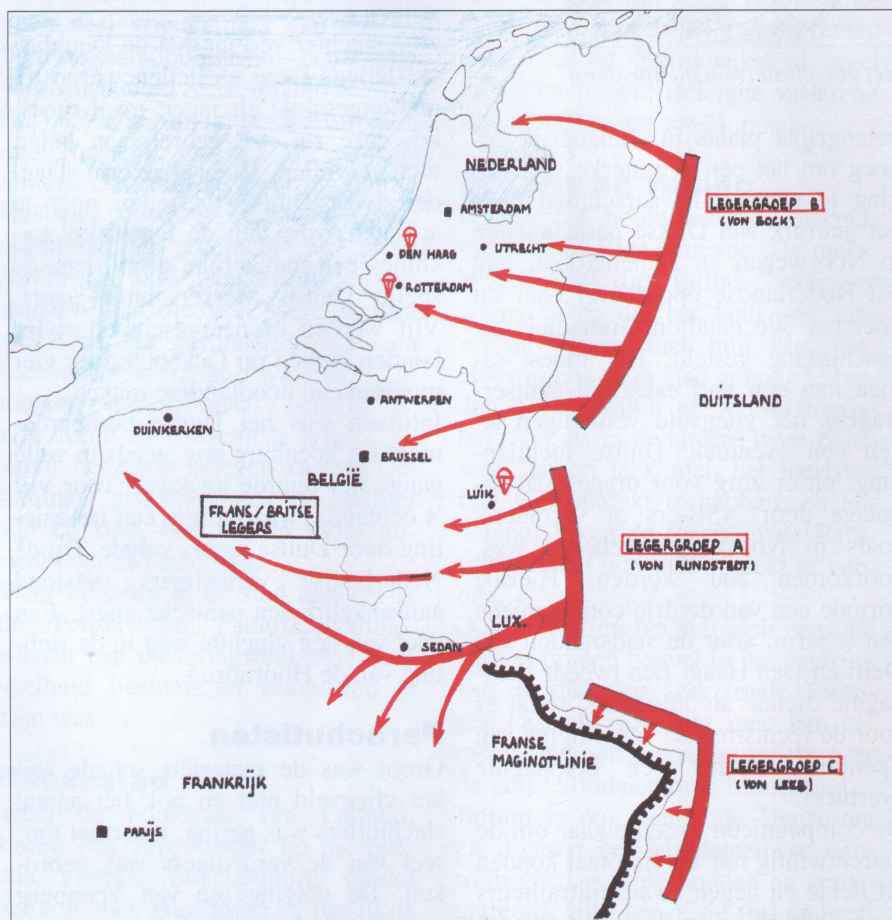 NEDERLAND
LEGERGROEP B
(VON BOCK)
AMSTERDAM
DEN HAAG
UTRECHT
ROTTERDAM
ANTWERPEN
DUITSLAND
DUINKERKEN
BRUSSEL
BELGIË
LUIK
FRANS/BRITSE
LEGERS
LEGERGROEP A
(VON RUNDSTEDT)
LUX.
SEDAN
FRANSE
MAGINOTLINIE
LEGERGROEP C.
(VON LEEB)
FRANKRIJK
PARIJS
Parachutisten